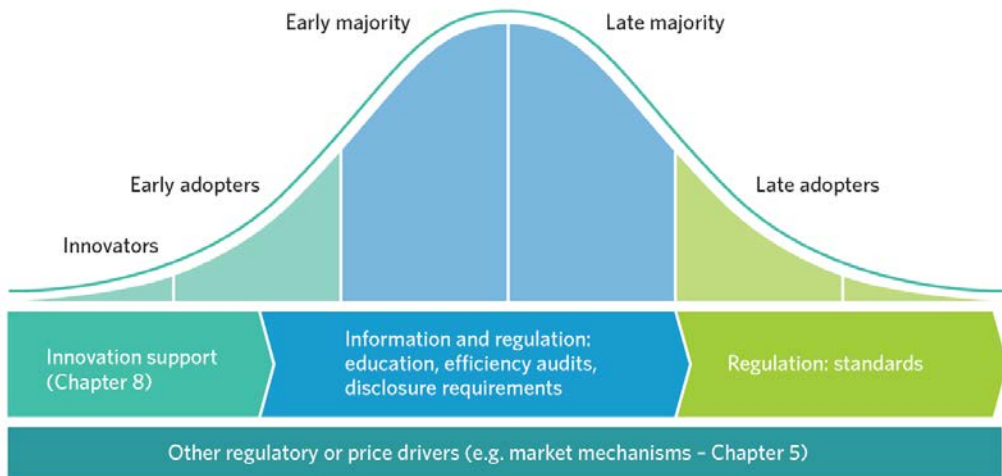 Early majority
Late majority
Early adopters
Late adopters
Innovators
Innovation support
(Chapter 8)
Information and regulation:
education, efficiency audits,
disclosure requirements
Regulation: standards
Other regulatory or price drivers (e.g. market mechanisms – Chapter 5)